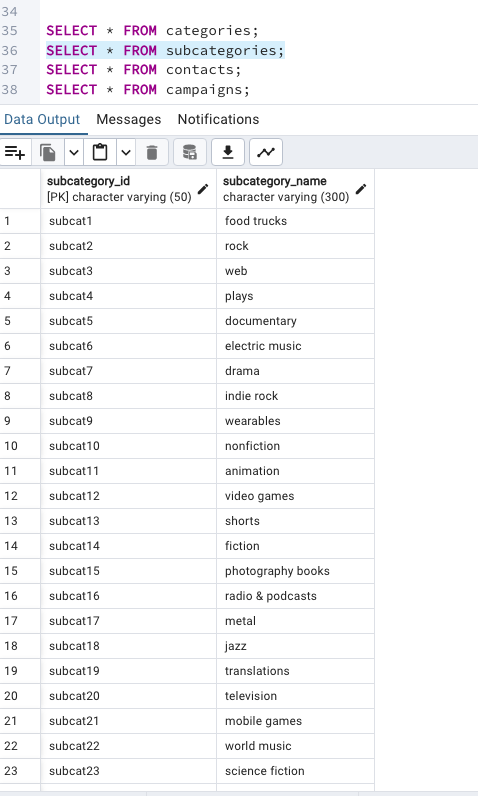 34
35 SELECT * FROM categories;
36 SELECT * FROM subcategories;
37 SELECT * FROM contacts;
38 SELECT * FROM campaigns;
Data Output Messages Notifications
subcategory_id subcategory_name
[PK] character varying (50) character varying (300)
1 subcat1 food trucks
2 subcat2 rock
3 subcat3 web
4 subcat4 plays
5 subcat5 documentary
6 subcat6 electric music
7 subcat7 drama
8 subcat8 indie rock
9 subcat9 wearables
10 subcat10 nonfiction
11 subcat11 animation
12 subcat12 video games
13 subcat13 shorts
14 subcat14 fiction
15 subcat15 photography books
16 subcat16 radio & podcasts
17 subcat17 metal
18 subcat18 jazz
19 subcat19 translations
20 subcat20 television
21 subcat21 mobile games
22 subcat22 world music
23 subcat23 science fiction